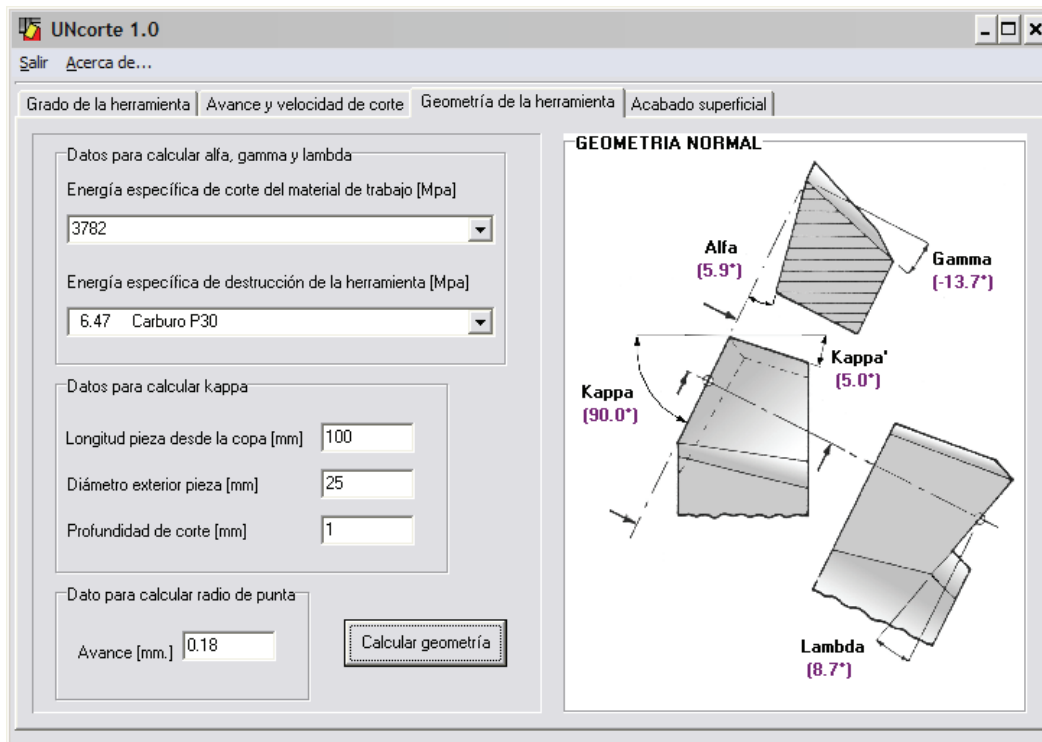 UNcorte 1.0
Salir Acerca de...
Grado de la herramienta Avance y velocidad de corte Geometría de la herramienta Acabado superficial
Datos para calcular alfa, gamma y lambda
Energía específica de corte del material de trabajo [Mpa]
3782
Energía específica de destrucción de la herramienta [Mpa]
6.47 Carburo P30
Datos para calcular kappa
Longitud pieza desde la copa [mm] 100
Diámetro exterior pieza [mm] 25
Profundidad de corte [mm] 1
Dato para calcular radio de punta
Avance [mm.] 0.18
Calcular geometría
GEOMETRIA NORMAL
Alfa
(5.9°)
Gamma
(-13.7°)
Kappa'
(5.0°)
Kappa
(90.0°)
Lambda
(8.7°)